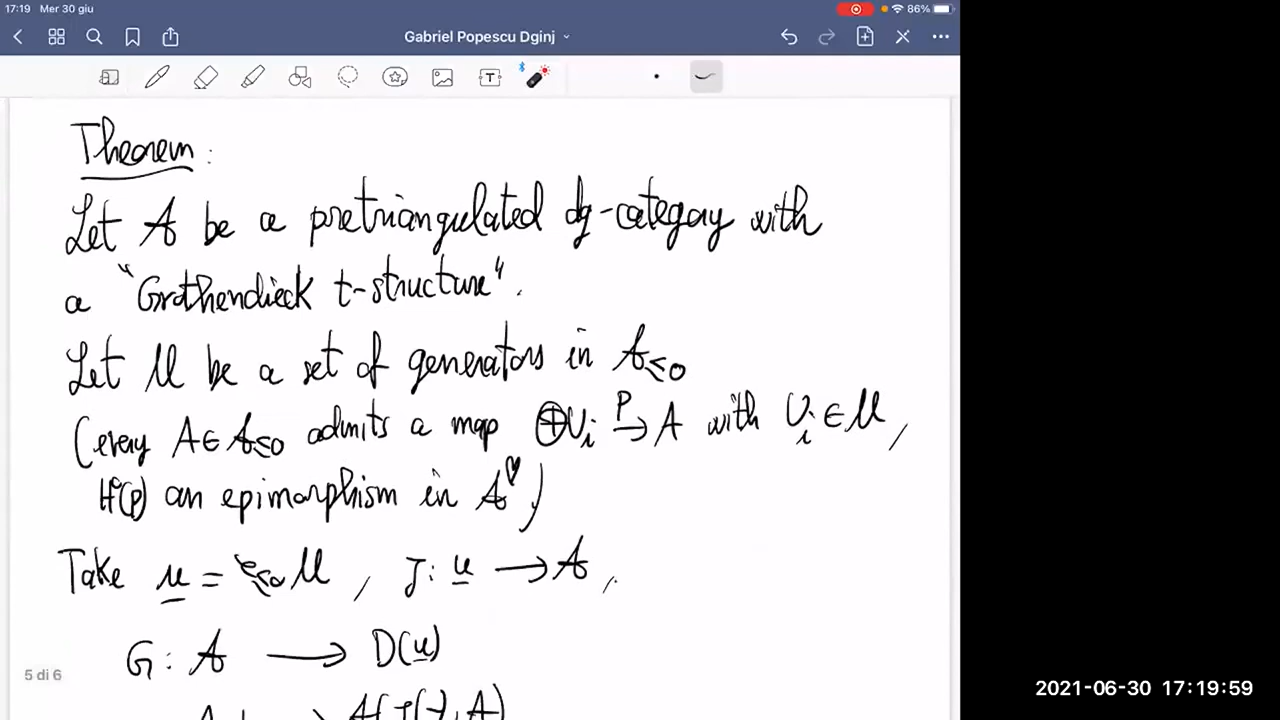 17:19 Mer 30 giu
86%
Gabriel Popescu Dginj
Theorem:
Let A be a pretriangulated dg-categay with
a "Grothendieck t-structure".
Let U be a set of generators in A≤0
(every A ∈ A≤0 admits a map ⊕Ui →^p A with Ui ∈ U,
H⁰(p) an epimorphism in A♡)
Take u = τ≤0 U, J: u → A,
G: A → D(u)
5 di 6
A ↦ A(J(-), A)
2021-06-30 17:19:59